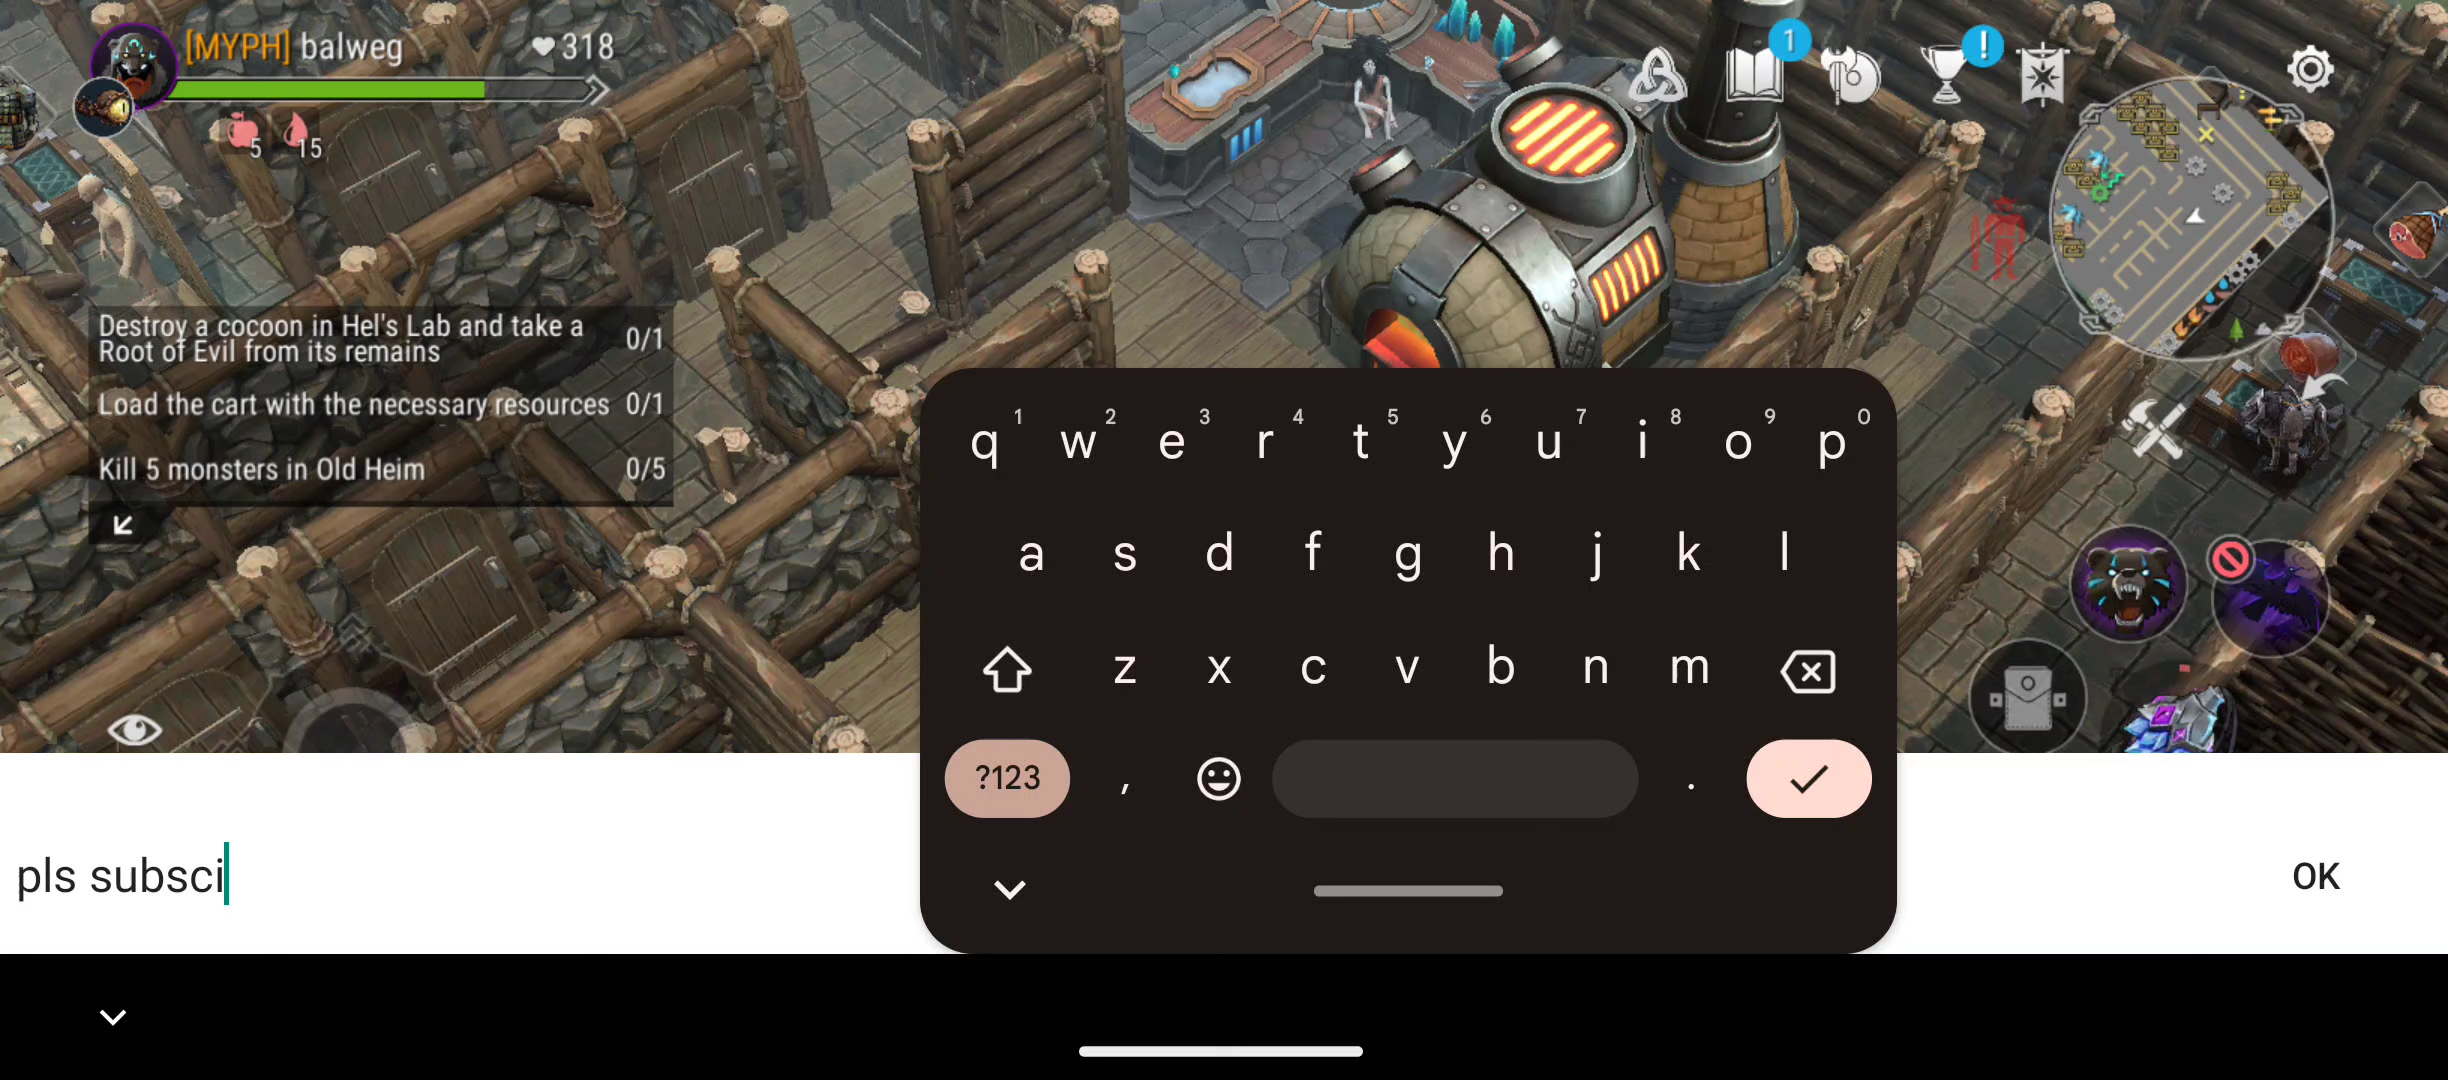 [MYPH] balweg 318
5 15
1 !
Destroy a cocoon in Hel's Lab and take a
Root of Evil from its remains 0/1
Load the cart with the necessary resources 0/1
Kill 5 monsters in Old Heim 0/5
1 2 3 4 5 6 7 8 9 0
q w e r t y u i o p
a s d f g h j k l
z x c v b n m
?123 , .
pls subsci
OK